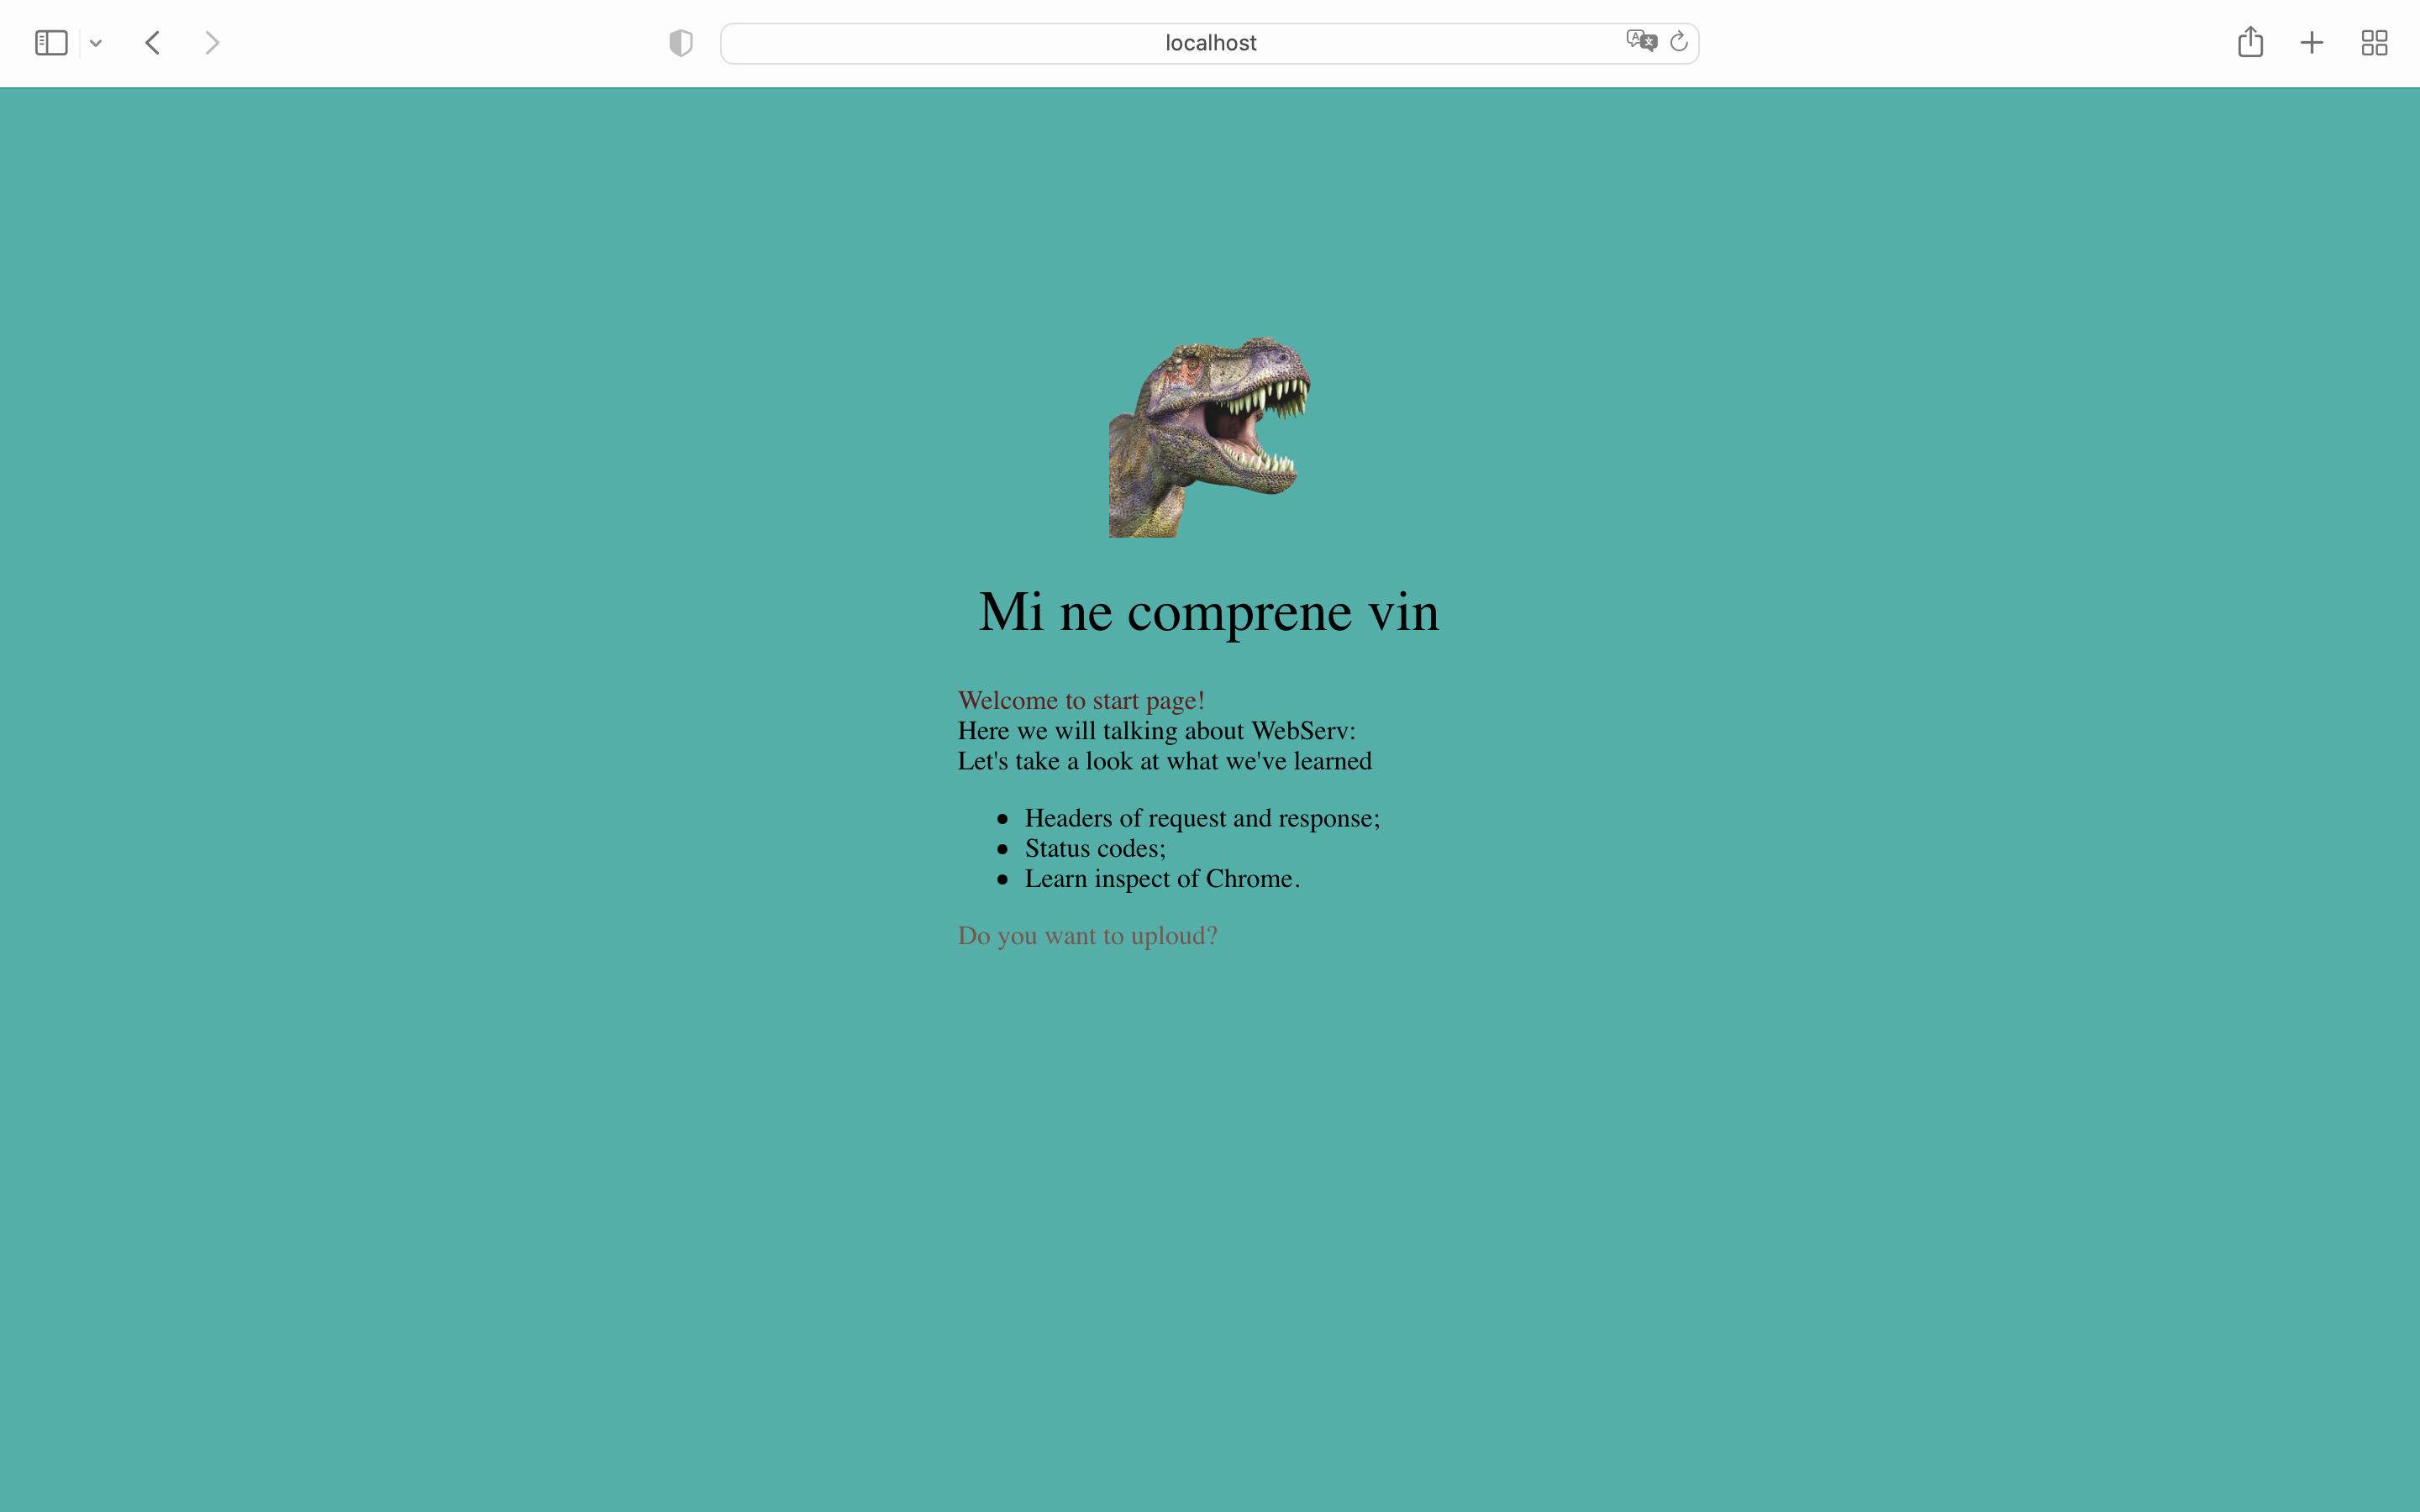 localhost
Mi ne comprene vin
Welcome to start page!
Here we will talking about WebServ:
Let's take a look at what we've learned
Headers of request and response;
Status codes;
Learn inspect of Chrome.
Do you want to uploud?